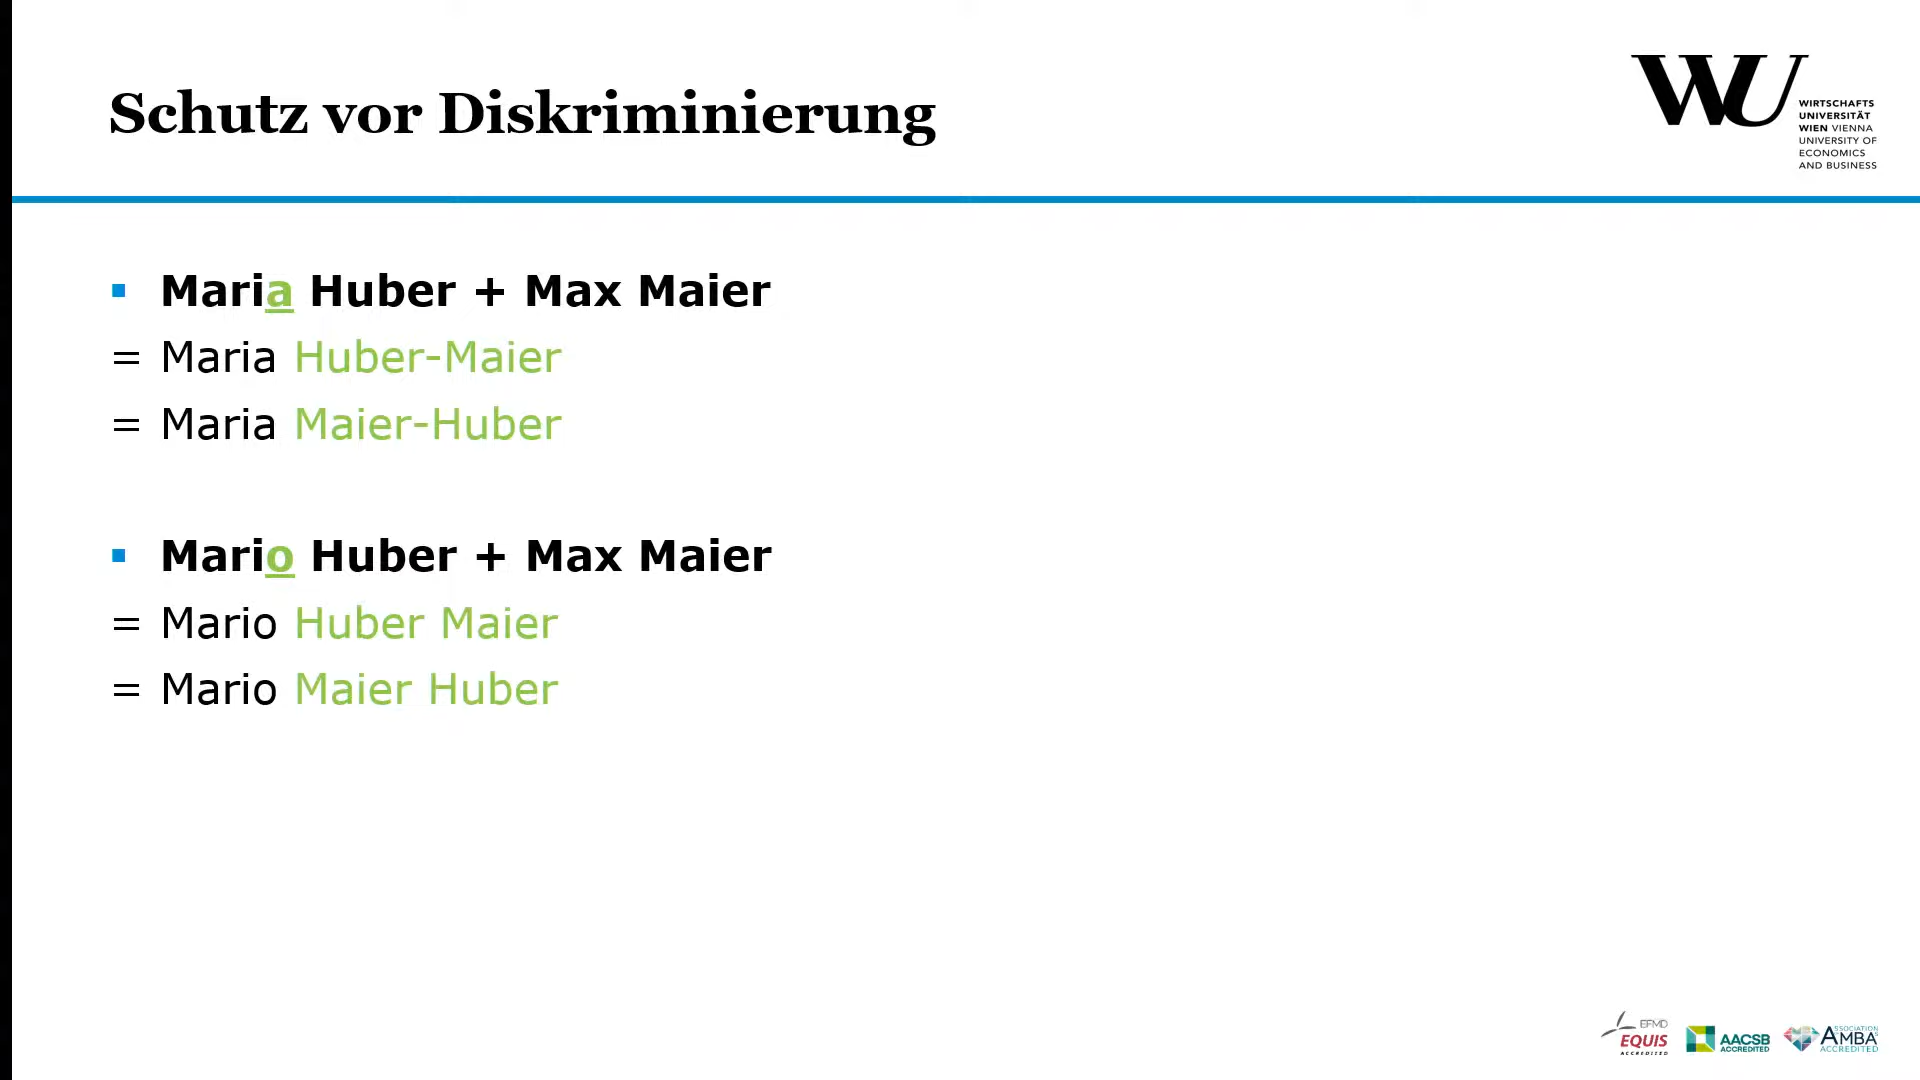 Schutz vor Diskriminierung
WU
WIRTSCHAFTS
UNIVERSITÄT
WIEN VIENNA
UNIVERSITY OF
ECONOMICS
AND BUSINESS
▪ Maria Huber + Max Maier
= Maria Huber-Maier
= Maria Maier-Huber
▪ Mario Huber + Max Maier
= Mario Huber Maier
= Mario Maier Huber
EFMD
EQUIS
ACCREDITED
AACSB
ACCREDITED
ASSOCIATION
AMBA
ACCREDITED